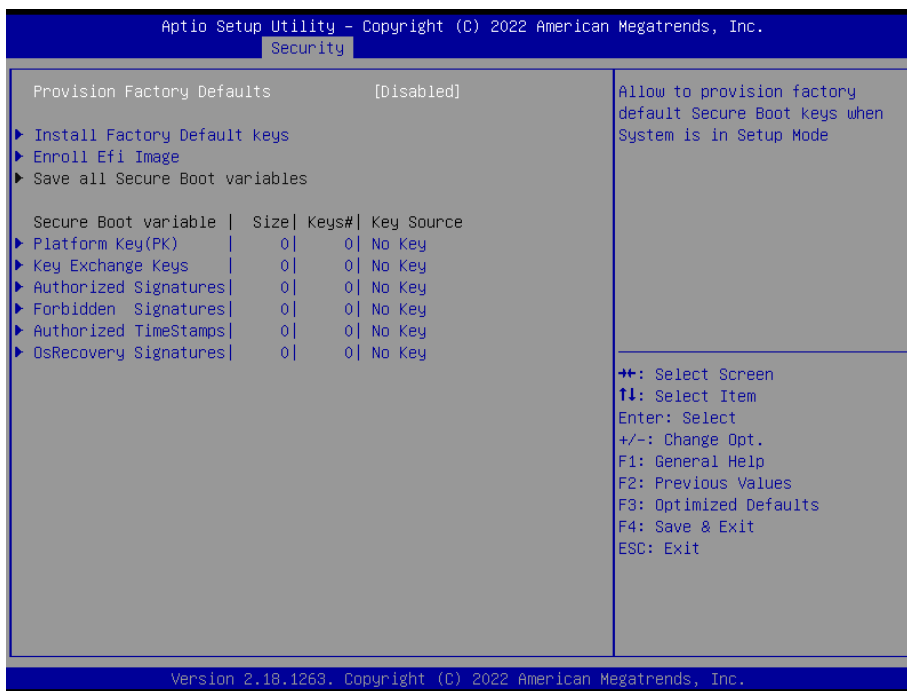 Aptio Setup Utility – Copyright (C) 2022 American Megatrends, Inc.
Security
Provision Factory Defaults [Disabled]
Install Factory Default keys
Enroll Efi Image
Save all Secure Boot variables
Secure Boot variable | Size| Keys#| Key Source
Platform Key(PK) | 0| 0| No Key
Key Exchange Keys | 0| 0| No Key
Authorized Signatures| 0| 0| No Key
Forbidden Signatures| 0| 0| No Key
Authorized TimeStamps| 0| 0| No Key
OsRecovery Signatures| 0| 0| No Key
Allow to provision factory
default Secure Boot keys when
System is in Setup Mode
→←: Select Screen
↑↓: Select Item
Enter: Select
+/-: Change Opt.
F1: General Help
F2: Previous Values
F3: Optimized Defaults
F4: Save & Exit
ESC: Exit
Version 2.18.1263. Copyright (C) 2022 American Megatrends, Inc.